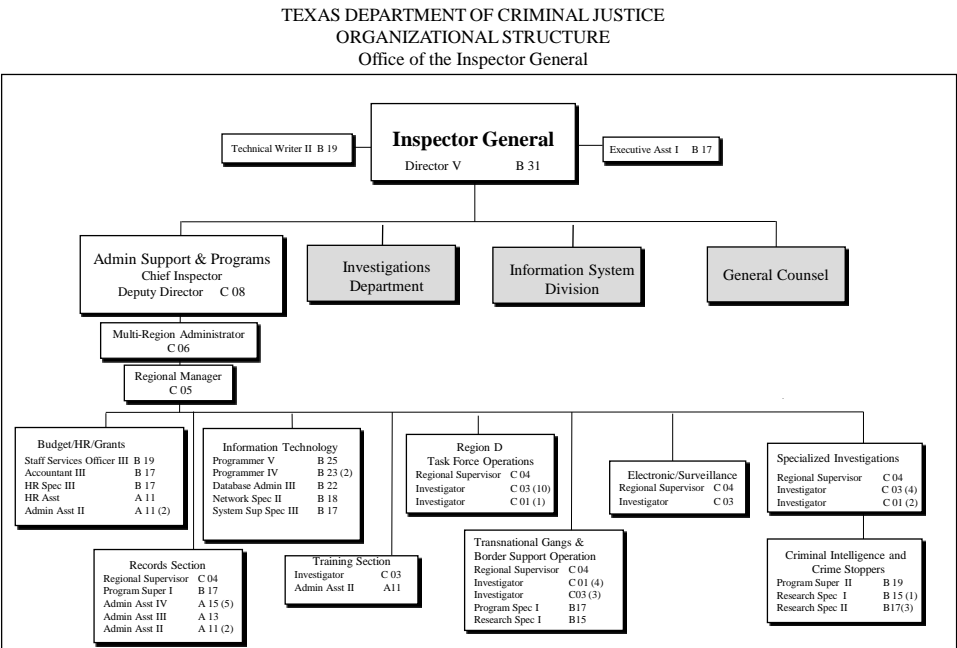 TEXAS DEPARTMENT OF CRIMINAL JUSTICE
ORGANIZATIONAL STRUCTURE
Office of the Inspector General
Technical Writer II B 19
Inspector General
Director V B 31
Executive Asst I B 17
Admin Support & Programs
Chief Inspector
Deputy Director C 08
Investigations
Department
Information System
Division
General Counsel
Multi-Region Administrator
C 06
Regional Manager
C 05
Budget/HR/Grants
Staff Services Officer III B 19
Accountant III B 17
HR Spec III B 17
HR Asst A 11
Admin Asst II A 11 (2)
Information Technology
Programmer V B 25
Programmer IV B 23 (2)
Database Admin III B 22
Network Spec II B 18
System Sup Spec III B 17
Region D
Task Force Operations
Regional Supervisor C 04
Investigator C 03 (10)
Investigator C 01 (1)
Electronic/Surveillance
Regional Supervisor C 04
Investigator C 03
Specialized Investigations
Regional Supervisor C 04
Investigator C 03 (4)
Investigator C 01 (2)
Records Section
Regional Supervisor C 04
Program Super I B 17
Admin Asst IV A 15 (5)
Admin Asst III A 13
Admin Asst II A 11 (2)
Training Section
Investigator C 03
Admin Asst II A11
Transnational Gangs &
Border Support Operation
Regional Supervisor C 04
Investigator C 01 (4)
Investigator C03 (3)
Program Spec I B17
Research Spec I B15
Criminal Intelligence and
Crime Stoppers
Program Super II B 19
Research Spec I B 15 (1)
Research Spec II B17(3)